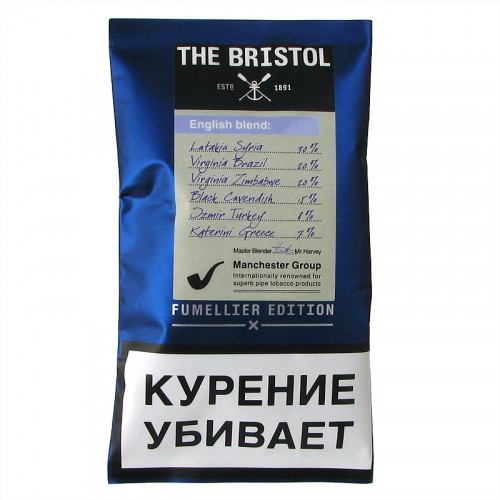 THE BRISTOL
ESTD 1891
English blend:
Latakia Syria 30%
Virginia Brazil 20%
Virginia Zimbabwe 20%
Black Cavendish 15%
Izmir Turkey 8%
Katerini Greece 7%
Master Blender Mr. Harvey
Manchester Group
Internationally renowned for
superb pipe tobacco products
FUMELLIER EDITION
КУРЕНИЕ
УБИВАЕТ